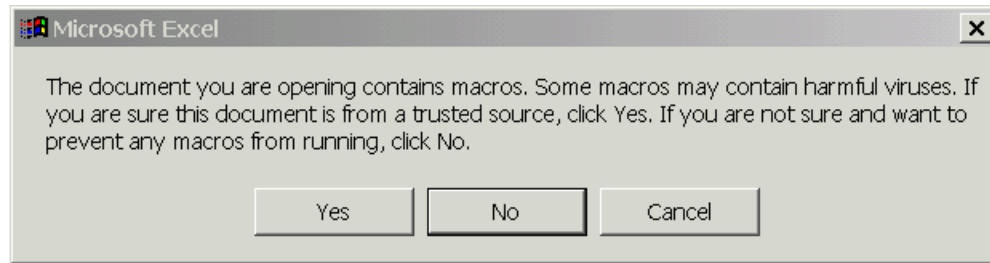 Microsoft Excel
The document you are opening contains macros. Some macros may contain harmful viruses. If
you are sure this document is from a trusted source, click Yes. If you are not sure and want to
prevent any macros from running, click No.
Yes No Cancel